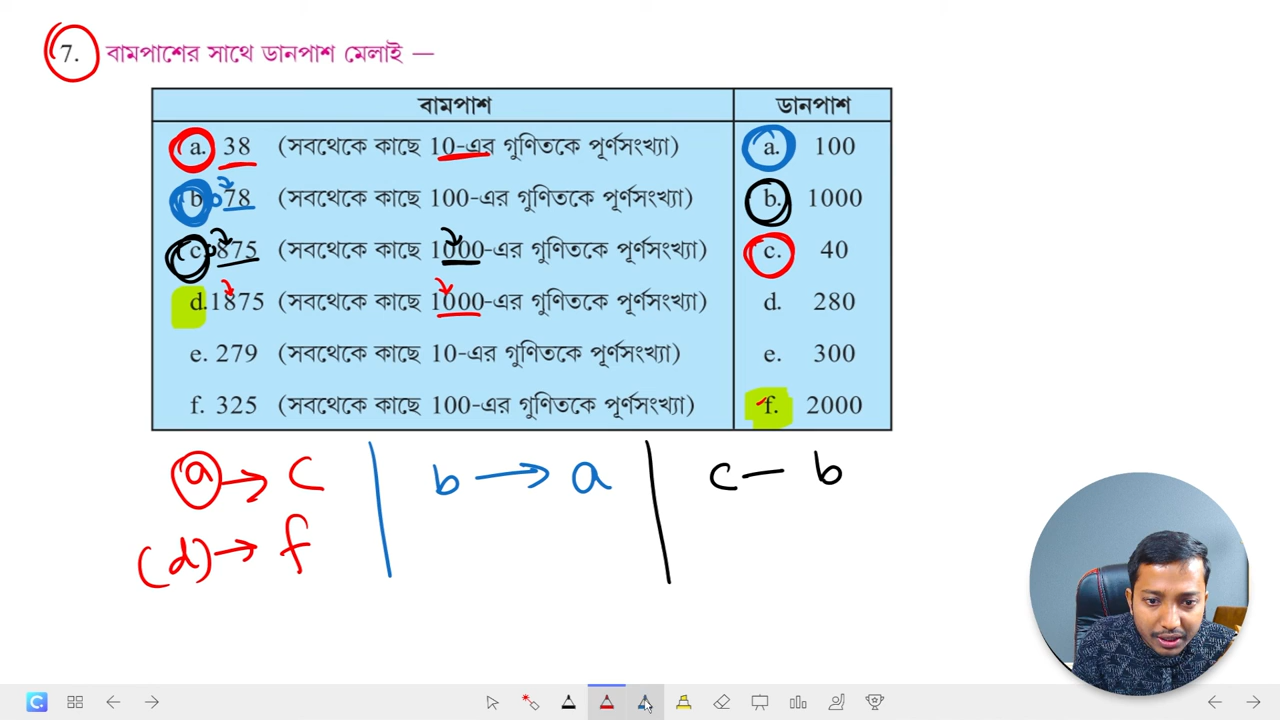 7. বামপাশের সাথে ডানপাশ মেলাই —
বামপাশ ডানপাশ
a. 38 (সবথেকে কাছে 10-এর গুণিতকে পূর্ণসংখ্যা) a. 100
b. 78 (সবথেকে কাছে 100-এর গুণিতকে পূর্ণসংখ্যা) b. 1000
c. 875 (সবথেকে কাছে 1000-এর গুণিতকে পূর্ণসংখ্যা) c. 40
d. 1875 (সবথেকে কাছে 1000-এর গুণিতকে পূর্ণসংখ্যা) d. 280
e. 279 (সবথেকে কাছে 10-এর গুণিতকে পূর্ণসংখ্যা) e. 300
f. 325 (সবথেকে কাছে 100-এর গুণিতকে পূর্ণসংখ্যা) f. 2000
a → c b → a c — b
(d) → f